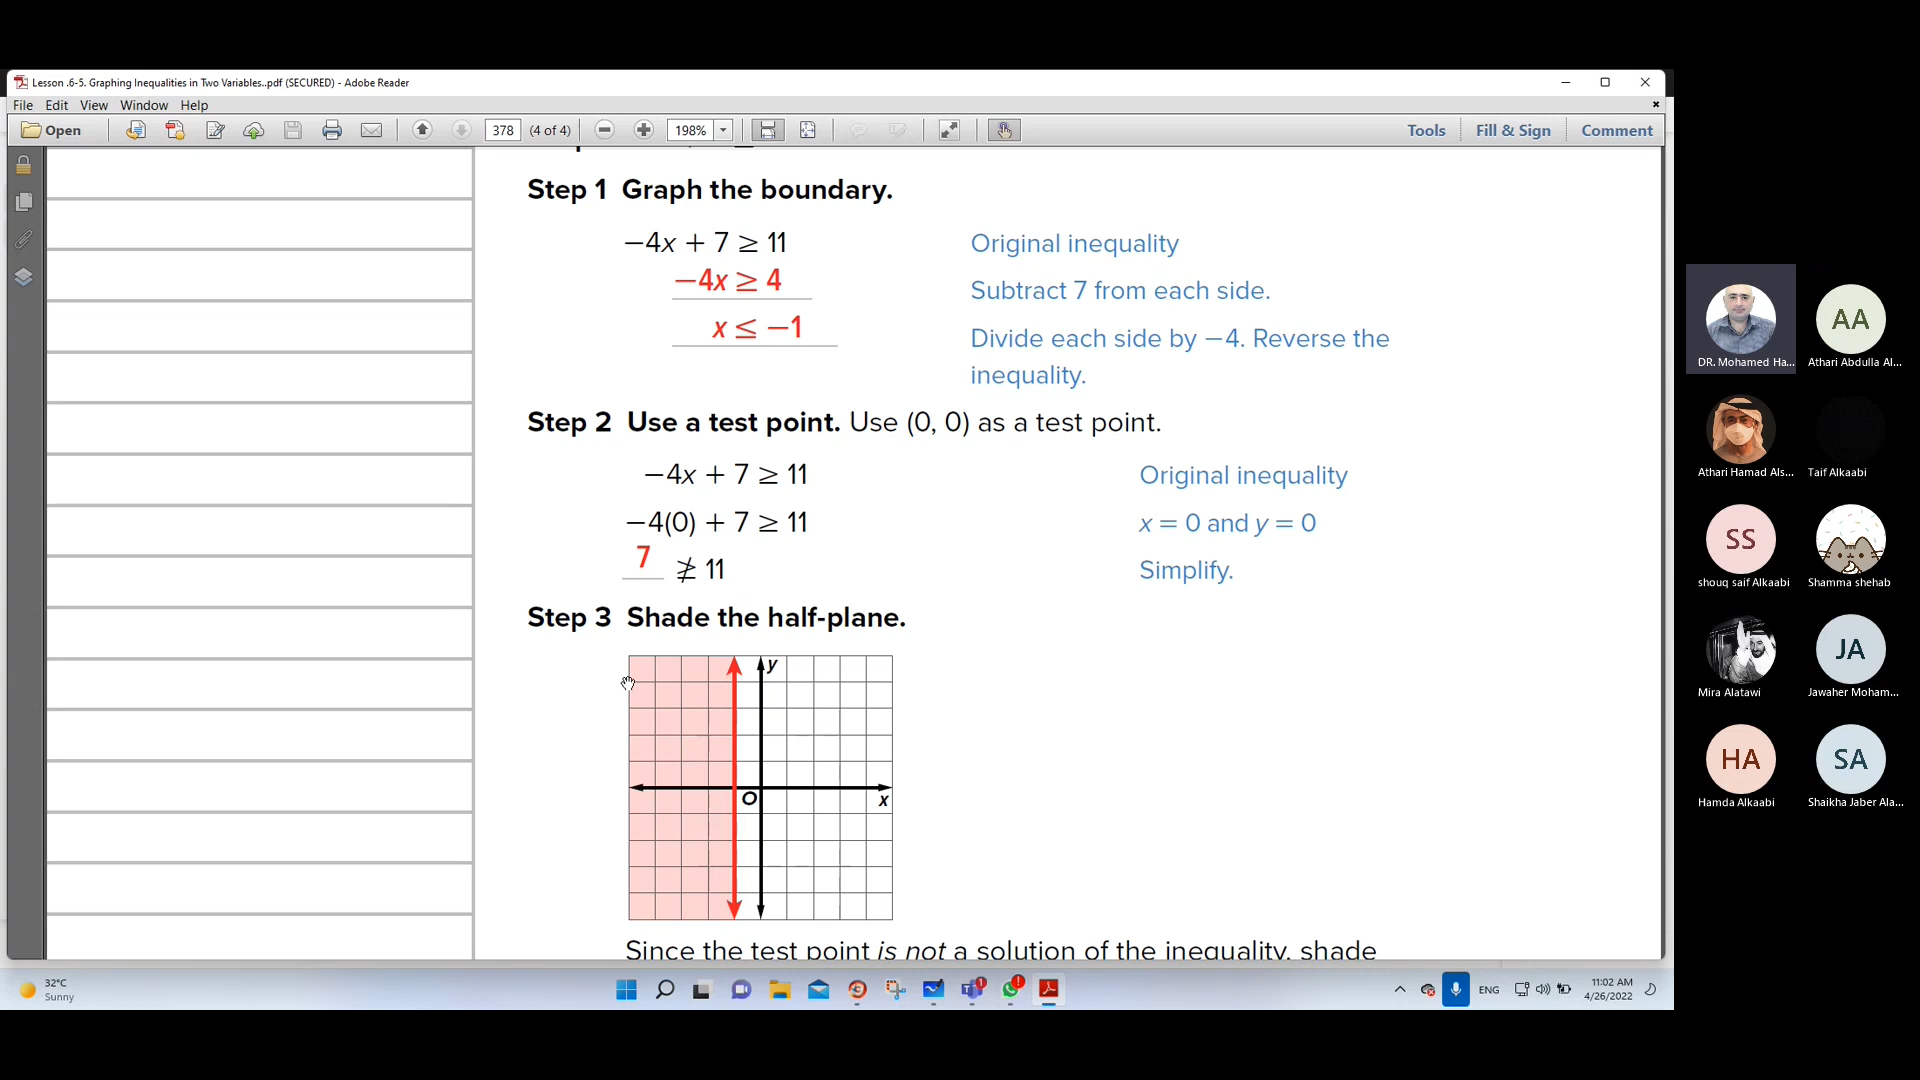 Lesson .6-5. Graphing Inequalities in Two Variables..pdf (SECURED) - Adobe Reader
File Edit View Window Help
Open 378 (4 of 4) 198% Tools Fill & Sign Comment
Step 1 Graph the boundary.
−4x + 7 ≥ 11 Original inequality
−4x ≥ 4 Subtract 7 from each side.
x ≤ −1 Divide each side by −4. Reverse the
inequality.
Step 2 Use a test point. Use (0, 0) as a test point.
−4x + 7 ≥ 11 Original inequality
−4(0) + 7 ≥ 11 x = 0 and y = 0
7 ≱ 11 Simplify.
Step 3 Shade the half-plane.
y
O x
Since the test point is not a solution of the inequality, shade
DR. Mohamed Ha...
AA
Athari Abdulla Al...
Athari Hamad Als...
Taif Alkaabi
SS
shouq saif Alkaabi
Shamma shehab
Mira Alatawi
JA
Jawaher Moham...
HA
Hamda Alkaabi
SA
Shaikha Jaber Ala...
32°C
Sunny
1
!
ENG
11:02 AM
4/26/2022